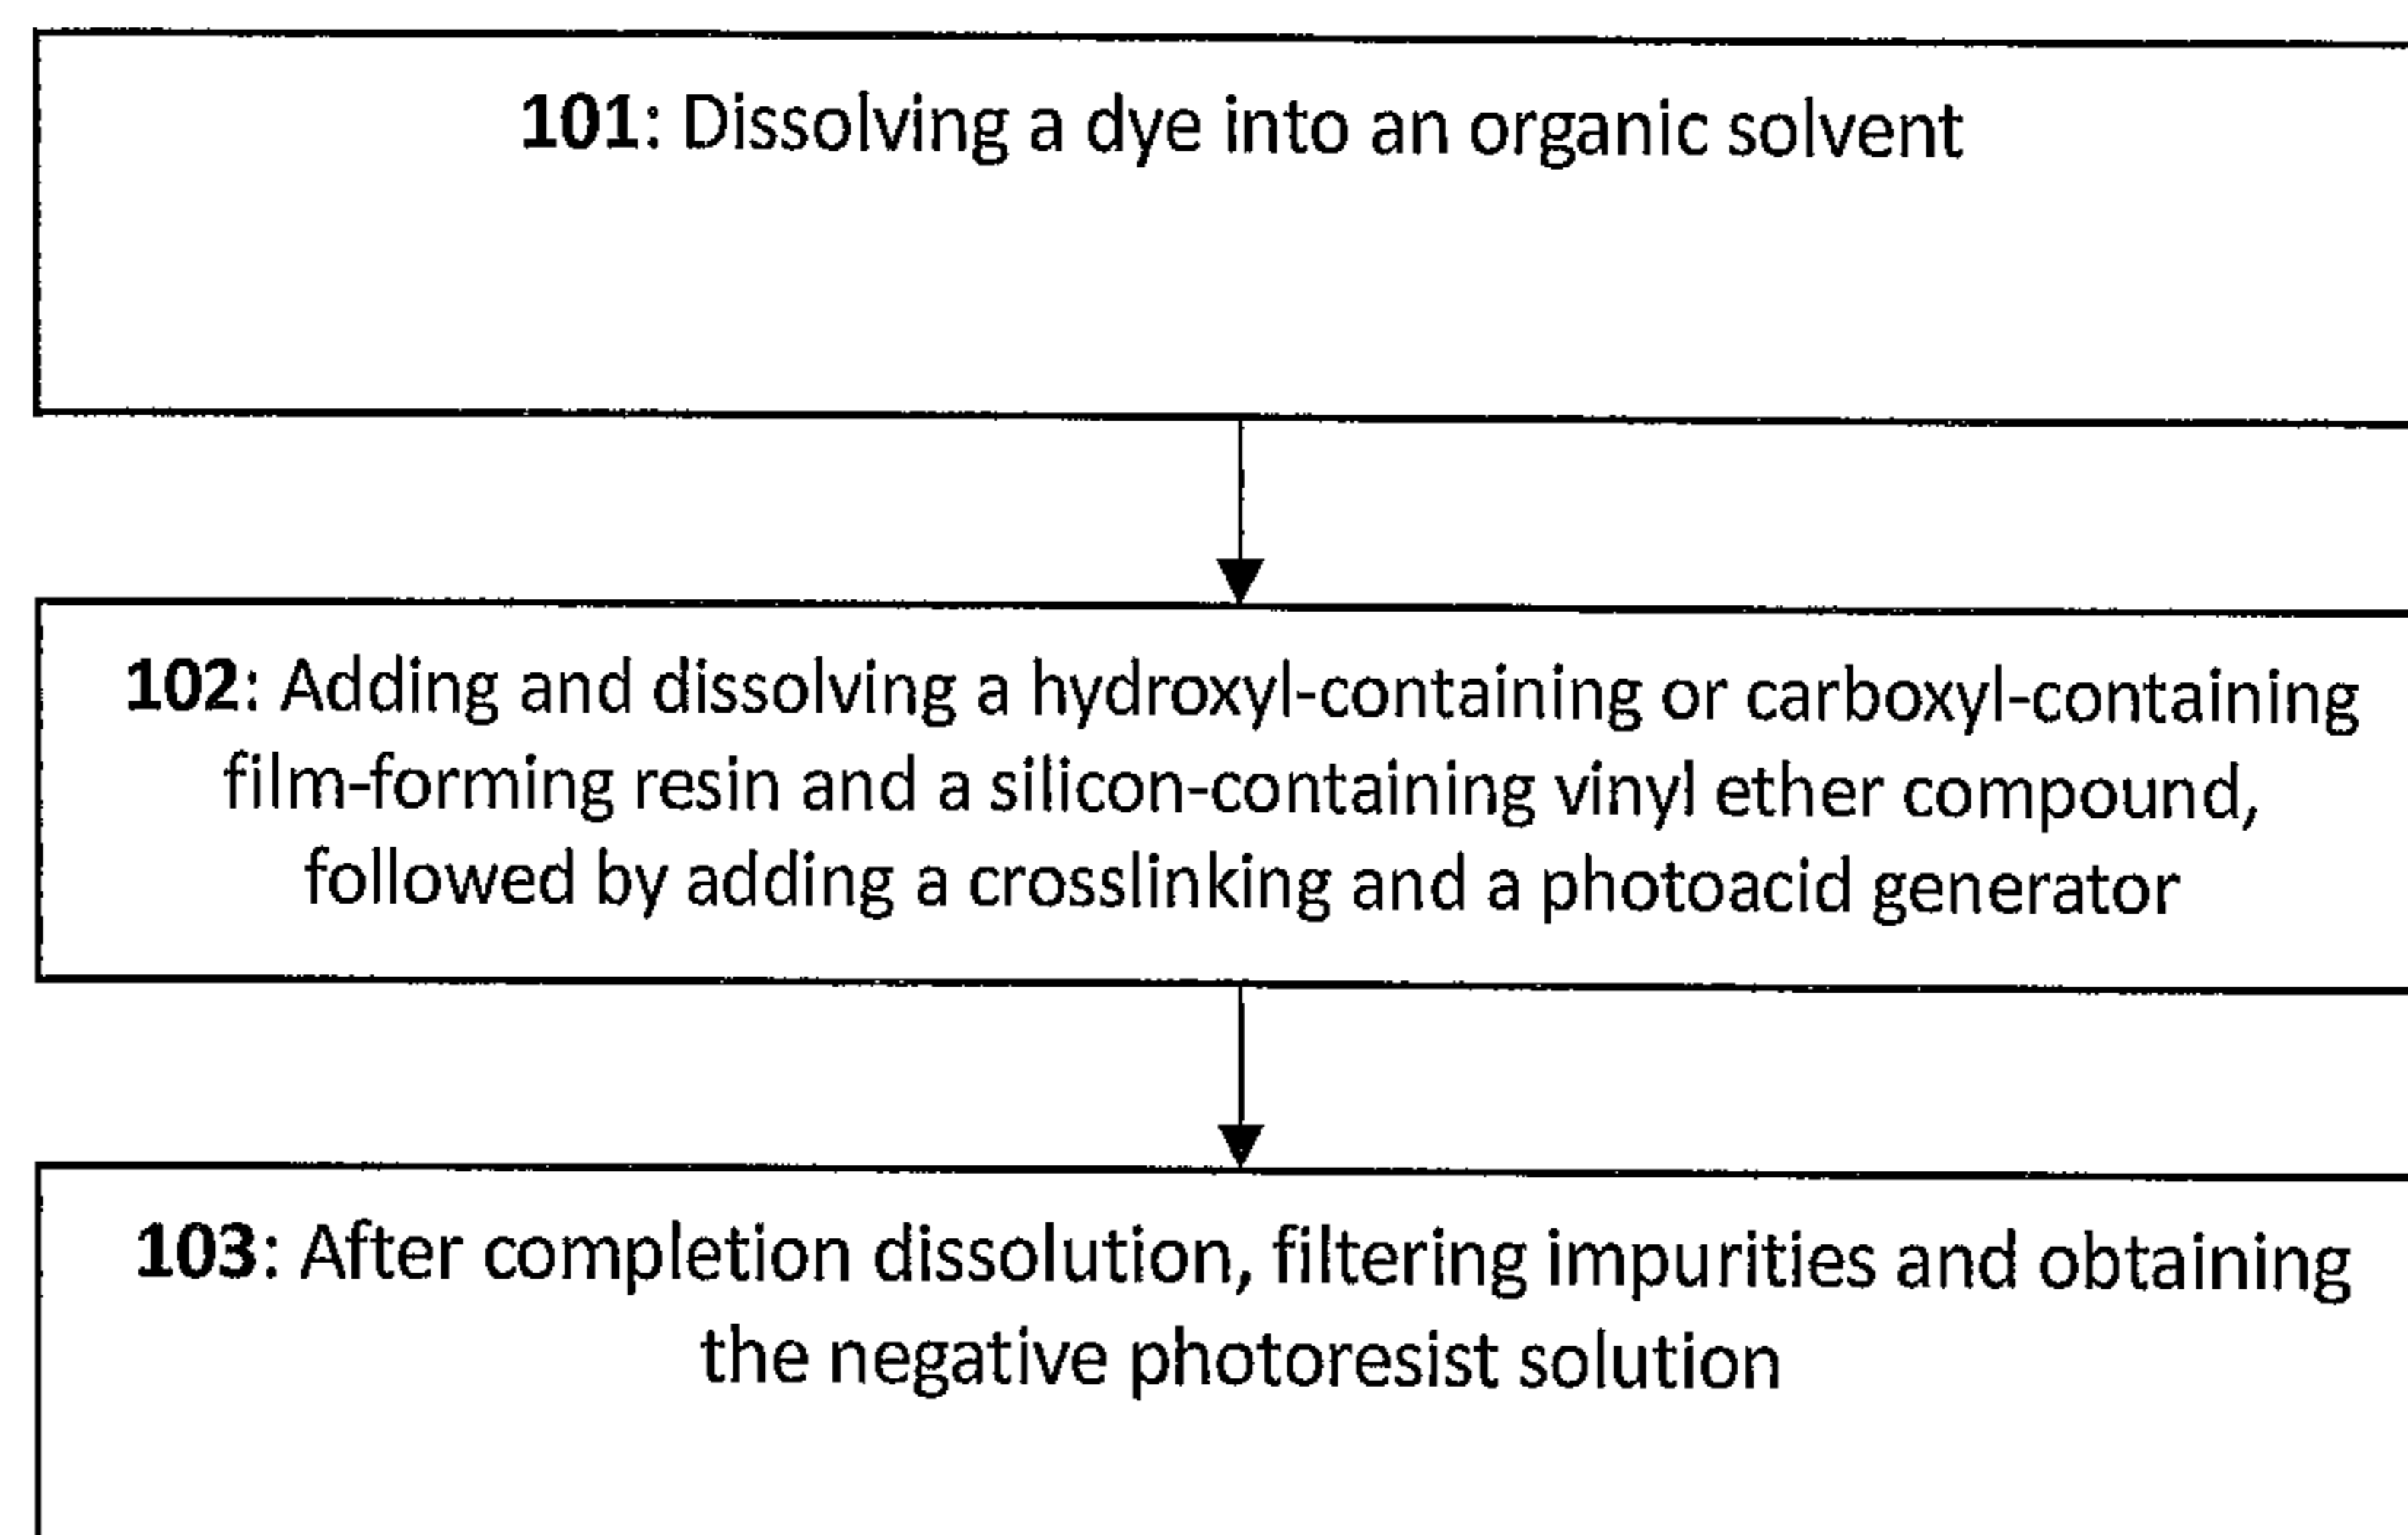 101: Dissolving a dye into an organic solvent
102: Adding and dissolving a hydroxyl-containing or carboxyl-containing
film-forming resin and a silicon-containing vinyl ether compound,
followed by adding a crosslinking and a photoacid generator
103: After completion dissolution, filtering impurities and obtaining
the negative photoresist solution